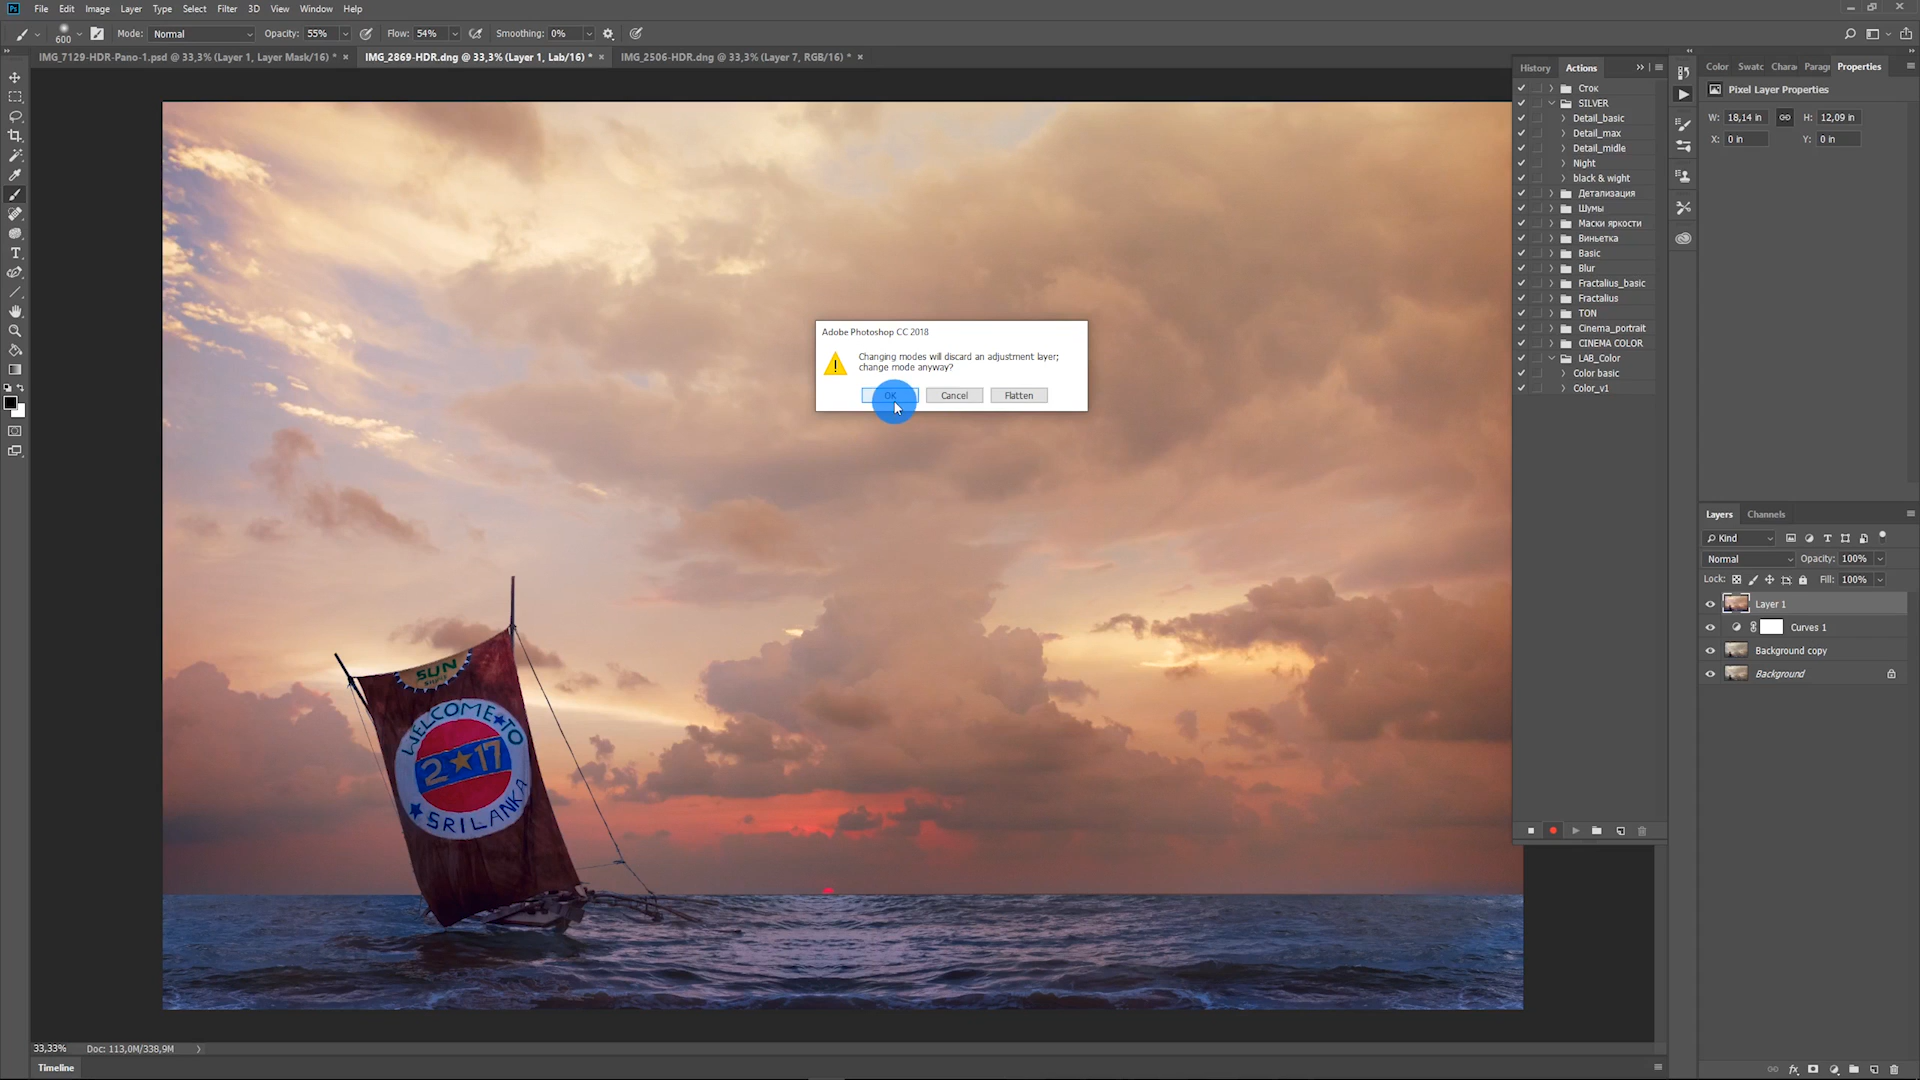 Ps File Edit Image Layer Type Select Filter 3D View Window Help
600 Mode: Normal Opacity: 55% Flow: 54% Smoothing: 0%
IMG_7129-HDR-Pano-1.psd @ 33,3% (Layer 1, Layer Mask/16) * × IMG_2869-HDR.dng @ 33,3% (Layer 1, Lab/16) * × IMG_2506-HDR.dng @ 33,3% (Layer 7, RGB/16) * ×
History Actions
Сток
SILVER
Detail_basic
Detail_max
Detail_midle
Night
black & wight
Детализация
Шумы
Маски яркости
Виньетка
Basic
Blur
Fractalius_basic
Fractalius
TON
Cinema_portrait
CINEMA COLOR
LAB_Color
Color basic
Color_v1
Color Swatc Chara Paragı Properties
Pixel Layer Properties
W: 18,14 in H: 12,09 in
X: 0 in Y: 0 in
Adobe Photoshop CC 2018
Changing modes will discard an adjustment layer;
change mode anyway?
OK Cancel Flatten
SUN
WELCOME TO
2★17
SRILANKA
Layers Channels
Kind
Normal Opacity: 100%
Lock: Fill: 100%
Layer 1
Curves 1
Background copy
Background
33,33% Doc: 113,0M/338,9M
Timeline